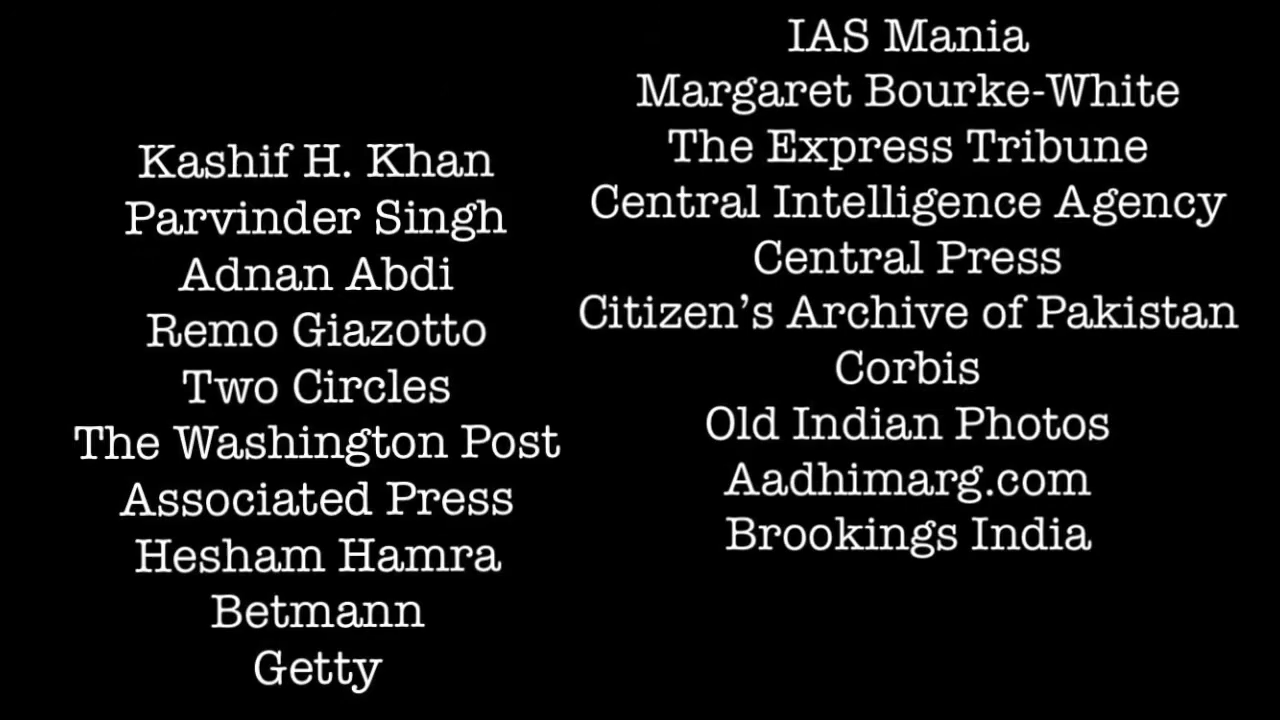 Kashif H. Khan
Parvinder Singh
Adnan Abdi
Remo Giazotto
Two Circles
The Washington Post
Associated Press
Hesham Hamra
Betmann
Getty
IAS Mania
Margaret Bourke-White
The Express Tribune
Central Intelligence Agency
Central Press
Citizen's Archive of Pakistan
Corbis
Old Indian Photos
Aadhimarg.com
Brookings India